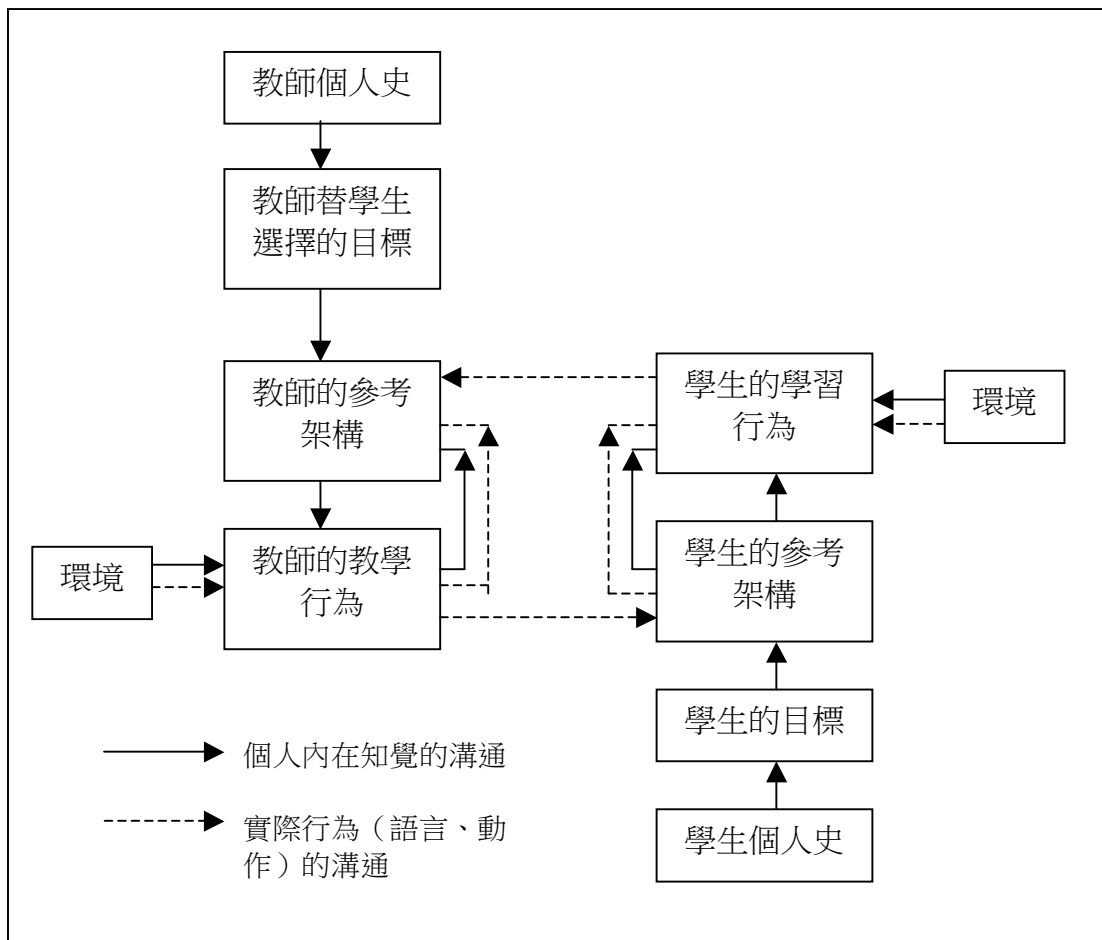 教師個人史
教師替學生
選擇的目標
教師的參考
架構
學生的學習
行為
環境
環境
教師的教學
行為
學生的參考
架構
學生的目標
個人內在知覺的溝通
實際行為（語言、動
作）的溝通
學生個人史